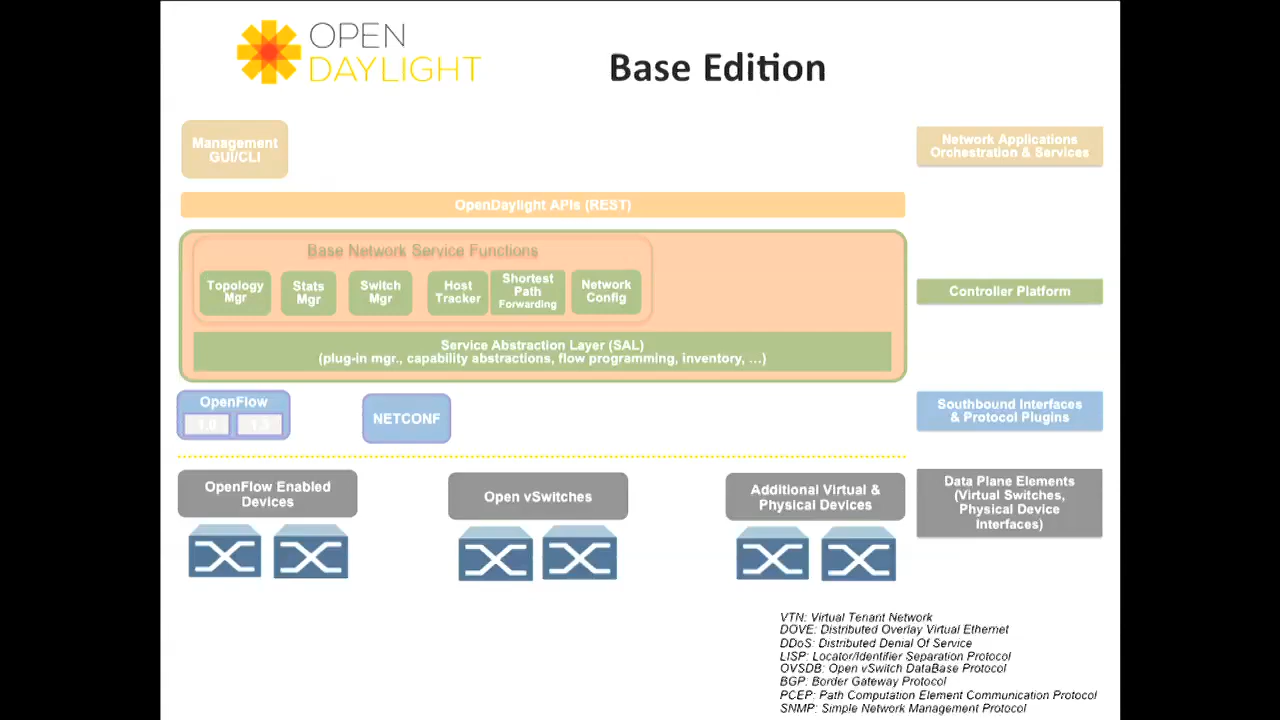 OPEN
DAYLIGHT
Base Edition
Management
GUI/CLI
Network Applications
Orchestration & Services
OpenDaylight APIs (REST)
Base Network Service Functions
Topology
Mgr
Stats
Mgr
Switch
Mgr
Host
Tracker
Shortest
Path
Forwarding
Network
Config
Controller Platform
Service Abstraction Layer (SAL)
(plug-in mgr., capability abstractions, flow programming, inventory, …)
OpenFlow
1.0
NETCONF
Southbound Interfaces
& Protocol Plugins
OpenFlow Enabled
Devices
Open vSwitches
Additional Virtual &
Physical Devices
Data Plane Elements
(Virtual Switches,
Physical Device
Interfaces)
VTN: Virtual Tenant Network
DOVE: Distributed Overlay Virtual Ethernet
DDoS: Distributed Denial Of Service
LISP: Locator/Identifier Separation Protocol
OVSDB: Open vSwitch DataBase Protocol
BGP: Border Gateway Protocol
PCEP: Path Computation Element Communication Protocol
SNMP: Simple Network Management Protocol